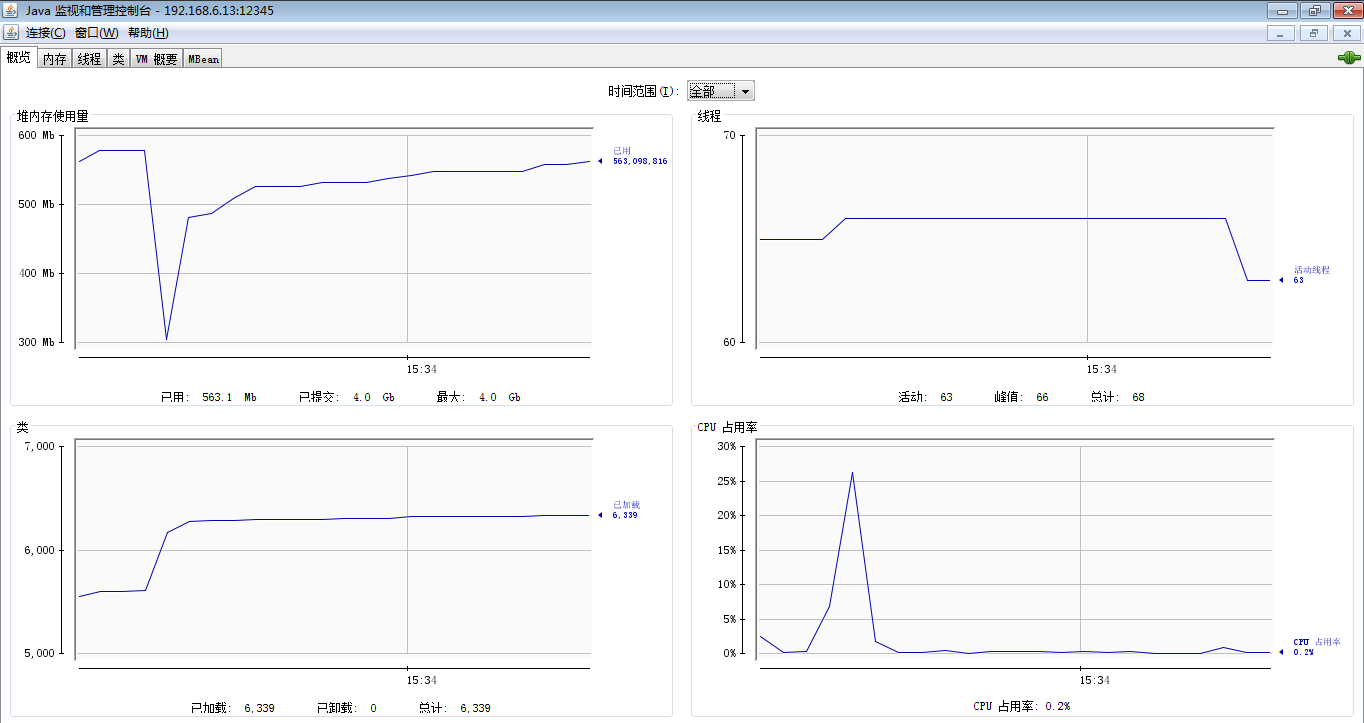 Java 监视和管理控制台 - 192.168.6.13:12345
连接(C) 窗口(W) 帮助(H)
概览 内存 线程 类 VM 概要 MBean
时间范围(I): 全部
堆内存使用量
600 Mb
500 Mb
400 Mb
300 Mb
已用
563,098,816
15:34
已用: 563.1 Mb 已提交: 4.0 Gb 最大: 4.0 Gb
线程
70
60
活动线程
63
15:34
活动: 63 峰值: 66 总计: 68
类
7,000
6,000
5,000
已加载
6,339
15:34
已加载: 6,339 已卸载: 0 总计: 6,339
CPU 占用率
30%
25%
20%
15%
10%
5%
0%
CPU 占用率
0.2%
15:34
CPU 占用率: 0.2%